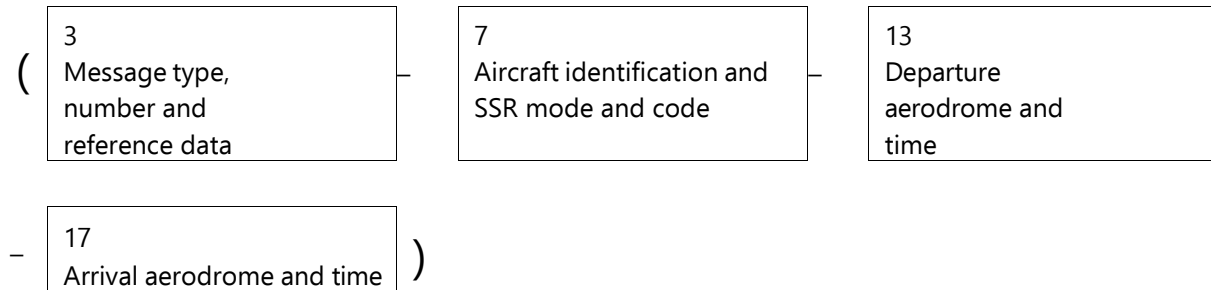 (
3
Message type,
number and
reference data
–
7
Aircraft identification and
SSR mode and code
–
13
Departure
aerodrome and
time
–
17
Arrival aerodrome and time
)